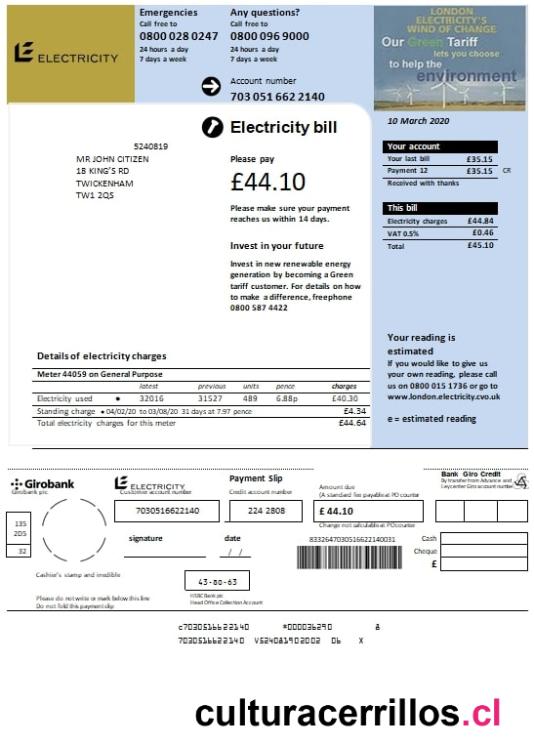 ELECTRICITY
Emergencies
Call free to
0800 028 0247
24 hours a day
7 days a week
Any questions?
Call free to
0800 096 9000
24 hours a day
7 days a week
Account number
703 051 662 2140
LONDON
ELECTRICITY'S
WIND OF CHANGE
Our Green Tariff
lets you choose
to help the
environment
10 March 2020
Electricity bill
5240819
MR JOHN CITIZEN
18 KING'S RD
TWICKENHAM
TW1 2QS
Please pay
£44.10
Please make sure your payment
reaches us within 14 days.
Invest in your future
Invest in new renewable energy
generation by becoming a Green
tariff customer. For details on how
to make a difference, freephone
0800 587 4422
Your account
Your last bill £35.15
Payment 12 £35.15 CR
Received with thanks
This bill
Electricity charges £44.84
VAT 0.5% £0.46
Total £45.10
Your reading is
estimated
If you would like to give us
your own reading, please call
us on 0800 015 1736 or go to
www.london.electricity.cvo.uk
e = estimated reading
Details of electricity charges
Meter 44059 on General Purpose
latest previous units pence charges
Electricity used • 32016 31527 489 6.88p £40.30
Standing charge • 04/02/20 to 03/08/20 31 days at 7.97 pence £4.34
Total electricity charges for this meter £44.64
Girobank
Girobank plc
ELECTRICITY
Customer account number
7030516622140
Payment Slip
Credit account number
224 2808
Amount due
(A standard fee payable at PO counter
£ 44.10
Change not calculable at PO counter
Bank Giro Credit
By transfer from Advance and
Leycenter Giro account number
135
2DS
32
signature
date
/ /
8332647030516622140031
Cash
Cheque
£
Cashier's stamp and inedible
43-80-63
HSBC Bank plc
Head Office Collection Account
Please do not write or mark below this line
Do not fold this payment slip
c7030516622140 *000036290 8
7030516622140 V524081902002 06 X
culturacerrillos.cl